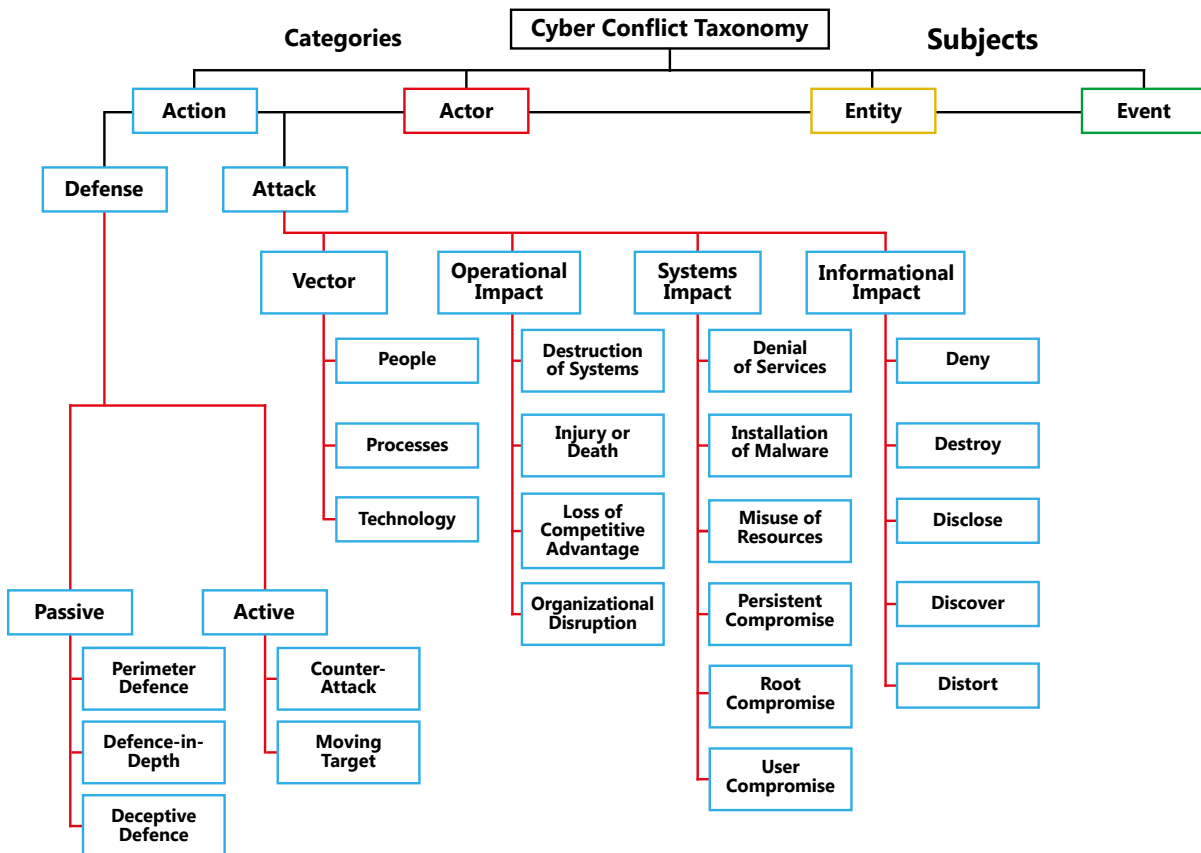 Cyber Conflict Taxonomy
Categories
Subjects
Action
Actor
Entity
Event
Defense
Attack
Vector
Operational
Impact
Systems
Impact
Informational
Impact
People
Processes
Technology
Destruction
of Systems
Injury or
Death
Loss of
Competitive
Advantage
Organizational
Disruption
Denial
of Services
Installation
of Malware
Misuse of
Resources
Persistent
Compromise
Root
Compromise
User
Compromise
Deny
Destroy
Disclose
Discover
Distort
Passive
Active
Perimeter
Defence
Defence-in-
Depth
Deceptive
Defence
Counter-
Attack
Moving
Target